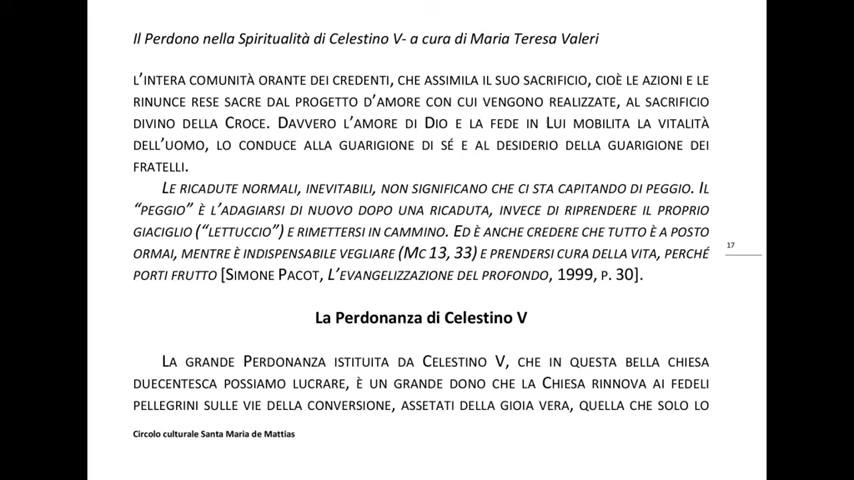 Il Perdono nella Spiritualità di Celestino V- a cura di Maria Teresa Valeri
L'INTERA COMUNITÀ ORANTE DEI CREDENTI, CHE ASSIMILA IL SUO SACRIFICIO, CIOÈ LE AZIONI E LE
RINUNCE RESE SACRE DAL PROGETTO D'AMORE CON CUI VENGONO REALIZZATE, AL SACRIFICIO
DIVINO DELLA CROCE. DAVVERO L'AMORE DI DIO E LA FEDE IN LUI MOBILITA LA VITALITÀ
DELL'UOMO, LO CONDUCE ALLA GUARIGIONE DI SÉ E AL DESIDERIO DELLA GUARIGIONE DEI
FRATELLI.
LE RICADUTE NORMALI, INEVITABILI, NON SIGNIFICANO CHE CI STA CAPITANDO DI PEGGIO. IL
“PEGGIO” È L'ADAGIARSI DI NUOVO DOPO UNA RICADUTA, INVECE DI RIPRENDERE IL PROPRIO
GIACIGLIO (“LETTUCCIO”) E RIMETTERSI IN CAMMINO. ED È ANCHE CREDERE CHE TUTTO È A POSTO
ORMAI, MENTRE È INDISPENSABILE VEGLIARE (MC 13, 33) E PRENDERSI CURA DELLA VITA, PERCHÉ
PORTI FRUTTO [SIMONE PACOT, L'EVANGELIZZAZIONE DEL PROFONDO, 1999, P. 30].
17
La Perdonanza di Celestino V
LA GRANDE PERDONANZA ISTITUITA DA CELESTINO V, CHE IN QUESTA BELLA CHIESA
DUECENTESCA POSSIAMO LUCRARE, È UN GRANDE DONO CHE LA CHIESA RINNOVA AI FEDELI
PELLEGRINI SULLE VIE DELLA CONVERSIONE, ASSETATI DELLA GIOIA VERA, QUELLA CHE SOLO LO
Circolo culturale Santa Maria de Mattias